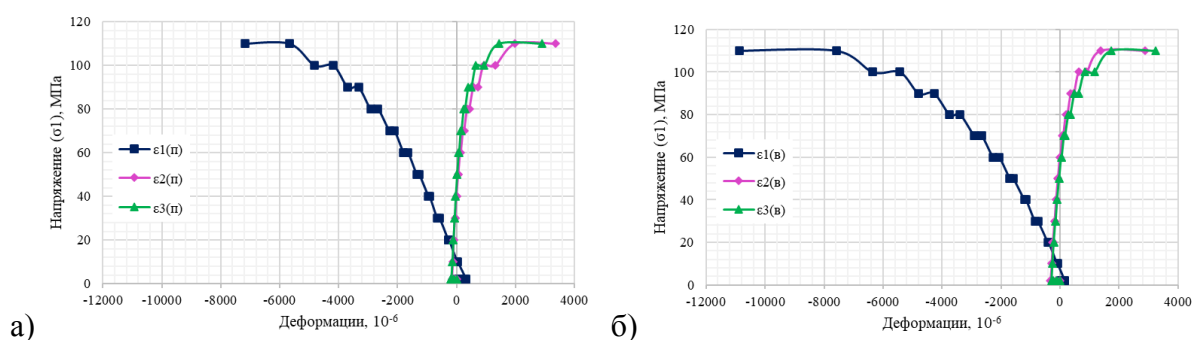 120
100
80
60
40
20
0
Напряжение (σ1), МПа
ε1(п)
ε2(п)
ε3(п)
-12000 -10000 -8000 -6000 -4000 -2000 0 2000 4000
Деформации, 10-6
а)
120
100
80
60
40
20
0
Напряжение (σ1), МПа
ε1(в)
ε2(в)
ε3(в)
-12000 -10000 -8000 -6000 -4000 -2000 0 2000 4000
Деформации, 10-6
б)